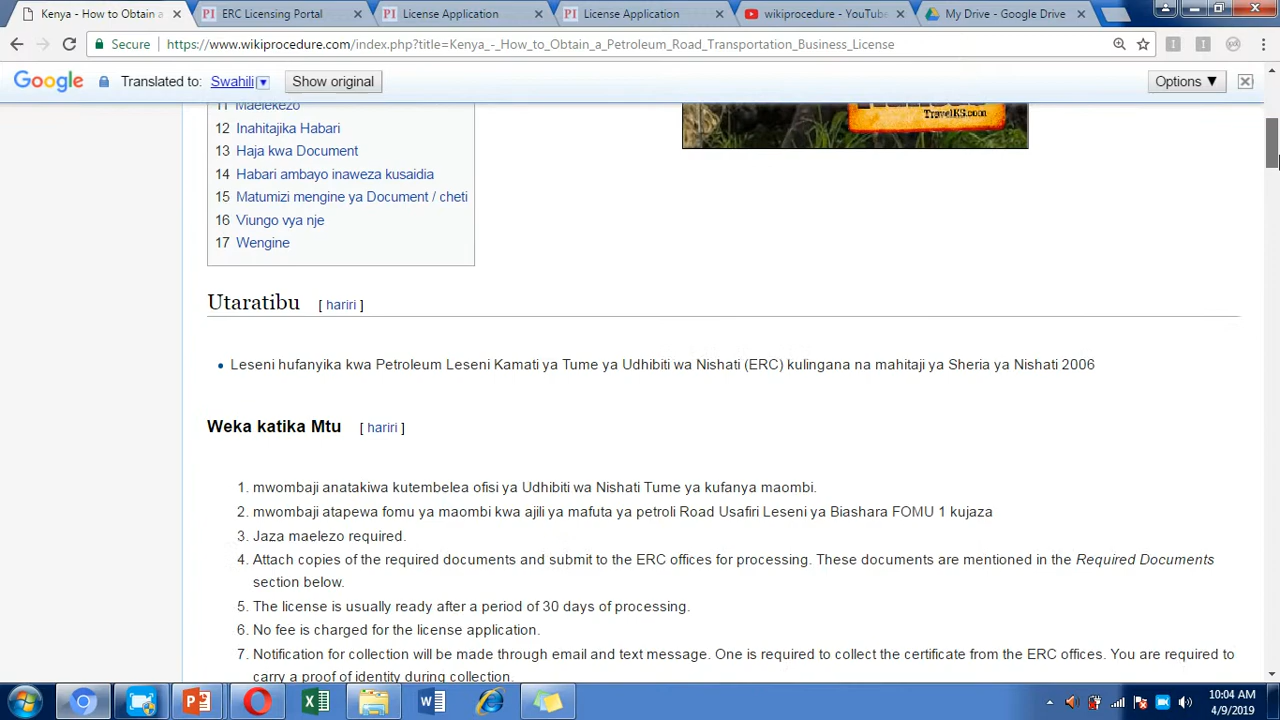 Kenya - How to Obtain a
ERC Licensing Portal
License Application
License Application
wikiprocedure - YouTube
My Drive - Google Drive
Secure
https://www.wikiprocedure.com/index.php?title=Kenya_-_How_to_Obtain_a_Petroleum_Road_Transportation_Business_License
Google Translated to: Swahili Show original Options ▼
11 Maelekezo
12 Inahitajika Habari
13 Haja kwa Document
14 Habari ambayo inaweza kusaidia
15 Matumizi mengine ya Document / cheti
16 Viungo vya nje
17 Wengine
TravelKS.com
Utaratibu [ hariri ]
Leseni hufanyika kwa Petroleum Leseni Kamati ya Tume ya Udhibiti wa Nishati (ERC) kulingana na mahitaji ya Sheria ya Nishati 2006
Weka katika Mtu [ hariri ]
1. mwombaji anatakiwa kutembelea ofisi ya Udhibiti wa Nishati Tume ya kufanya maombi.
2. mwombaji atapewa fomu ya maombi kwa ajili ya mafuta ya petroli Road Usafiri Leseni ya Biashara FOMU 1 kujaza
3. Jaza maelezo required.
4. Attach copies of the required documents and submit to the ERC offices for processing. These documents are mentioned in the Required Documents
section below.
5. The license is usually ready after a period of 30 days of processing.
6. No fee is charged for the license application.
7. Notification for collection will be made through email and text message. One is required to collect the certificate from the ERC offices. You are required to
carry a proof of identity during collection.
10:04 AM
4/9/2019